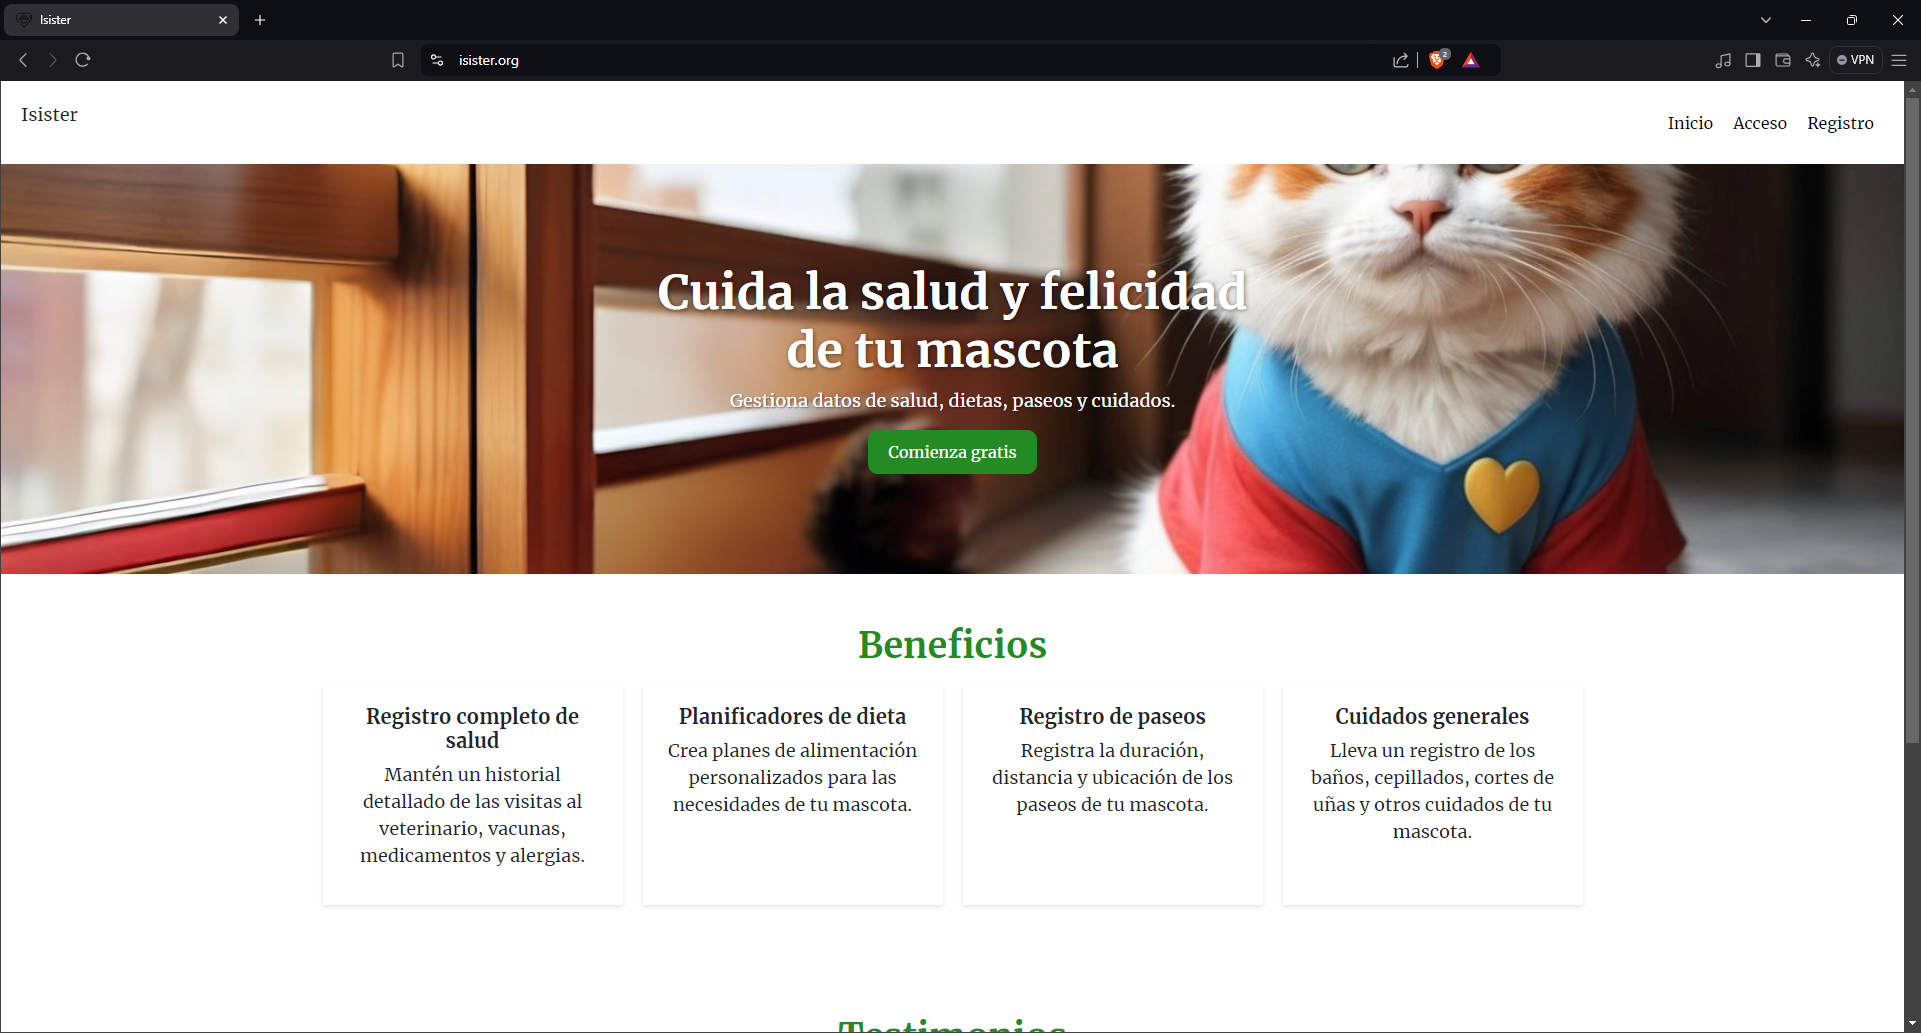 Isister
isister.org
2
VPN
Isister
Inicio Acceso Registro
Cuida la salud y felicidad
de tu mascota
Gestiona datos de salud, dietas, paseos y cuidados.
Comienza gratis
Beneficios
Registro completo de
salud
Mantén un historial
detallado de las visitas al
veterinario, vacunas,
medicamentos y alergias.
Planificadores de dieta
Crea planes de alimentación
personalizados para las
necesidades de tu mascota.
Registro de paseos
Registra la duración,
distancia y ubicación de los
paseos de tu mascota.
Cuidados generales
Lleva un registro de los
baños, cepillados, cortes de
uñas y otros cuidados de tu
mascota.
Testimonios